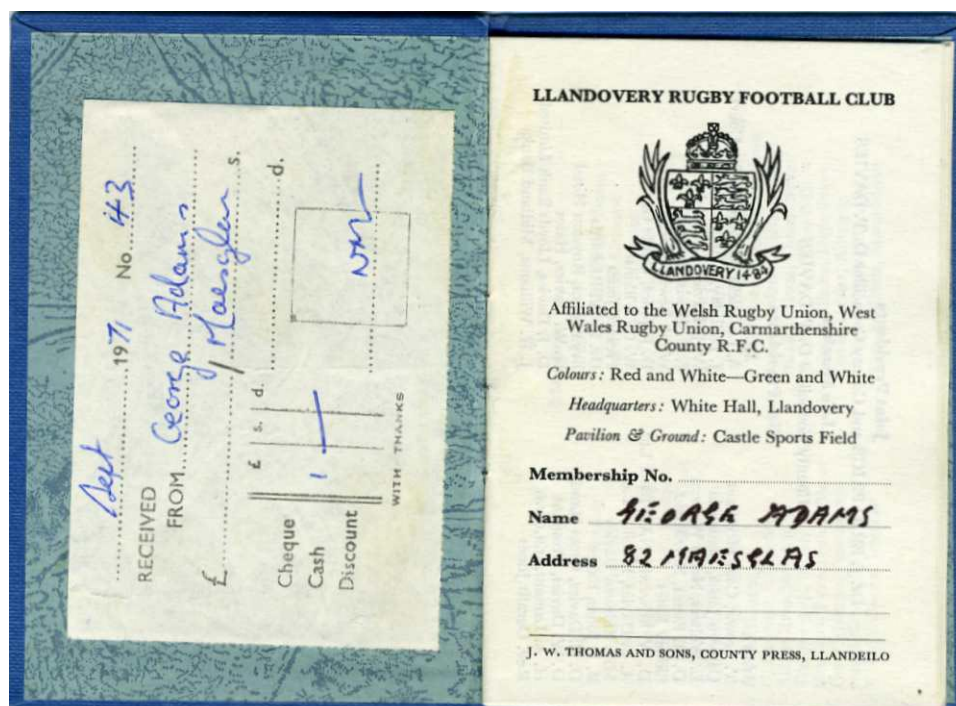 Sept 1971 No. 43
RECEIVED
FROM George Adams
£ / Maesglas s. d.
£ s. d.
Cheque
Cash 1 —
Discount
WITH THANKS
LLANDOVERY RUGBY FOOTBALL CLUB
LLANDOVERY 1484
Affiliated to the Welsh Rugby Union, West
Wales Rugby Union, Carmarthenshire
County R.F.C.
Colours: Red and White—Green and White
Headquarters: White Hall, Llandovery
Pavilion & Ground: Castle Sports Field
Membership No.
Name GEORGE ADAMS
Address 82 MAESGLAS
J. W. THOMAS AND SONS, COUNTY PRESS, LLANDEILO